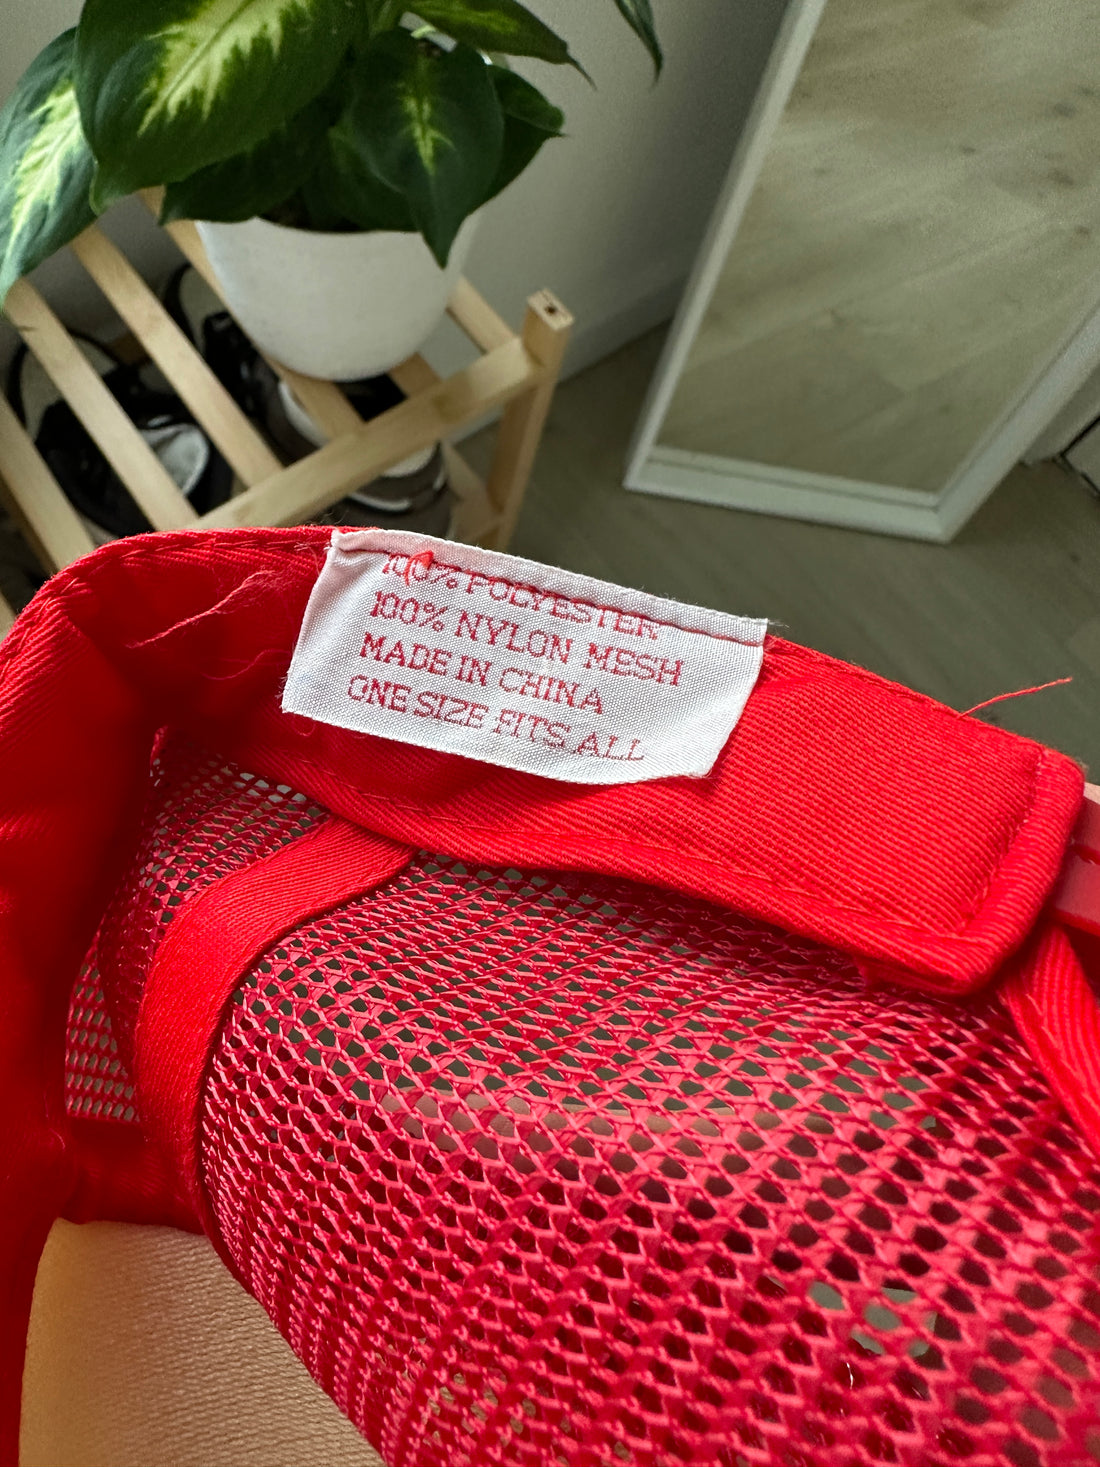 100% POLYESTER
100% NYLON MESH
MADE IN CHINA
ONE SIZE FITS ALL